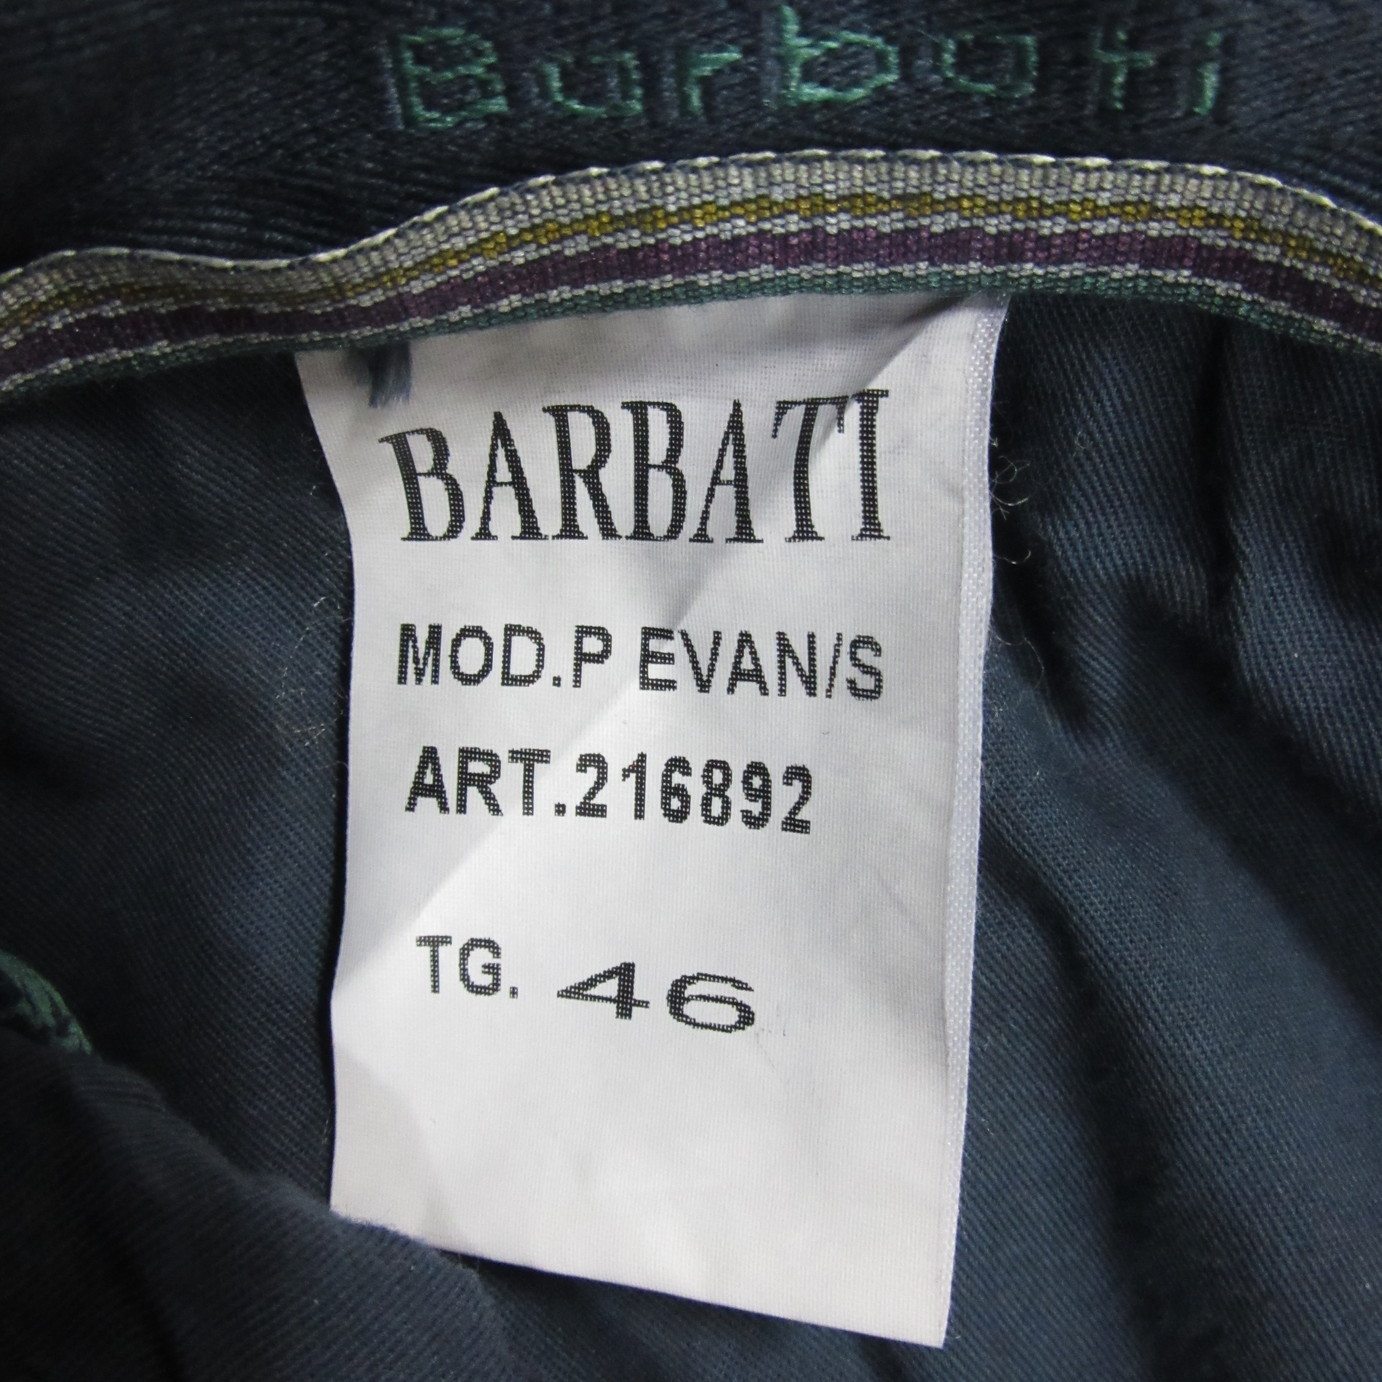 Barbati
BARBATI
MOD.P EVAN/S
ART.216892
TG. 46